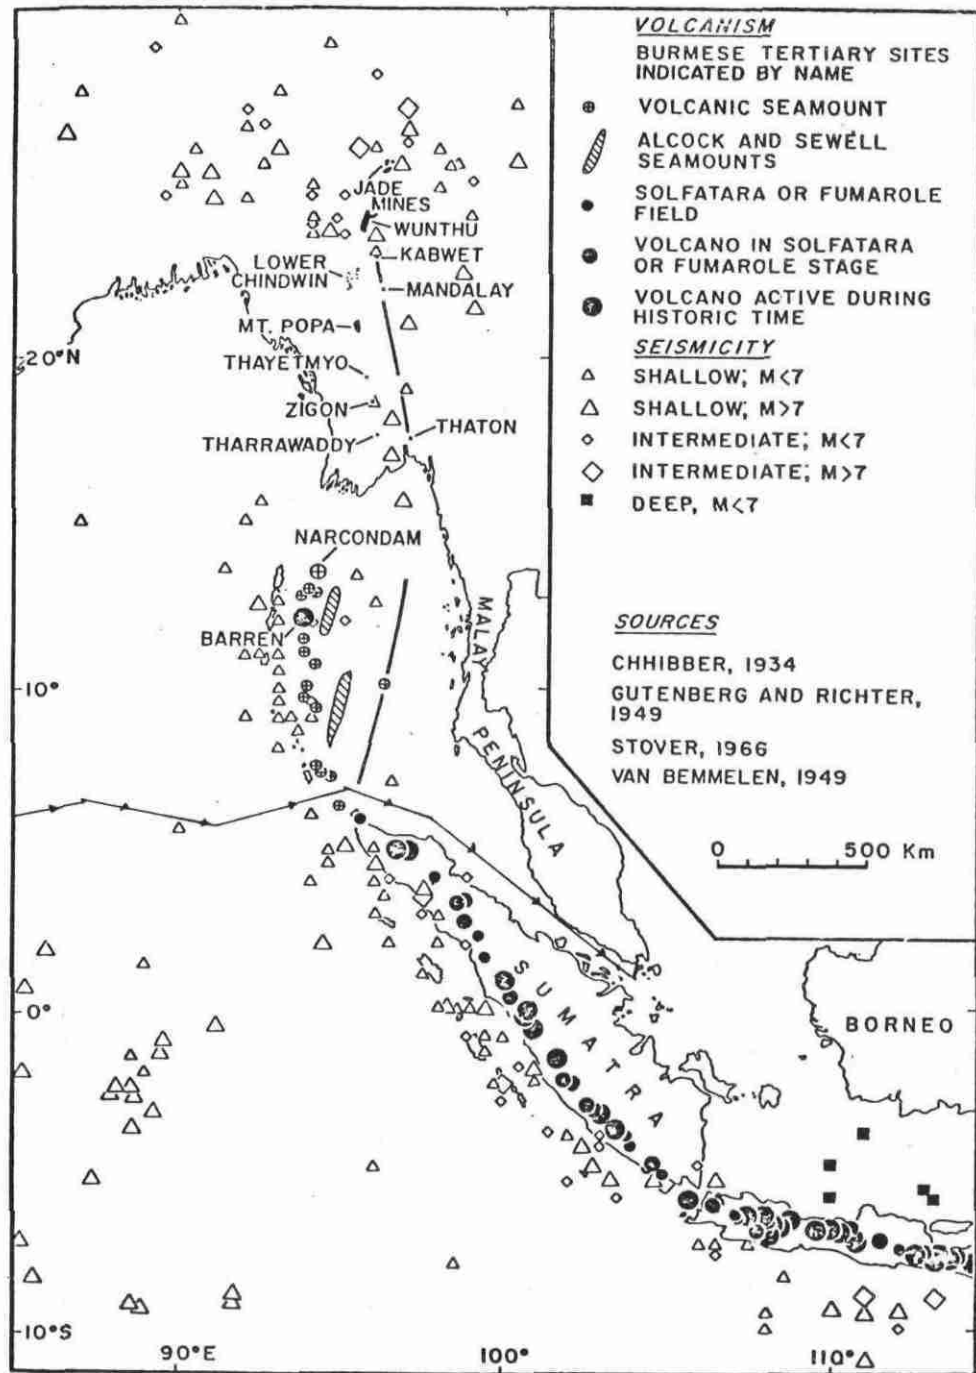 VOLCANISM
BURMESE TERTIARY SITES
INDICATED BY NAME
VOLCANIC SEAMOUNT
ALCOCK AND SEWELL
SEAMOUNTS
SOLFATARA OR FUMAROLE
FIELD
VOLCANO IN SOLFATARA
OR FUMAROLE STAGE
VOLCANO ACTIVE DURING
HISTORIC TIME
SEISMICITY
SHALLOW; M<7
SHALLOW; M>7
INTERMEDIATE; M<7
INTERMEDIATE; M>7
DEEP, M<7
SOURCES
CHHIBBER, 1934
GUTENBERG AND RICHTER,
1949
STOVER, 1966
VAN BEMMELEN, 1949
0 500 Km
JADE
MINES
WUNTHU
KABWET
LOWER
CHINDWIN
MANDALAY
MT. POPA
20°N
THAYETMYO
ZIGON
THARRAWADDY
THATON
NARCONDAM
BARREN
MALAY
PENINSULA
10°
SUMATRA
0°
BORNEO
10°S
90°E
100°
110°